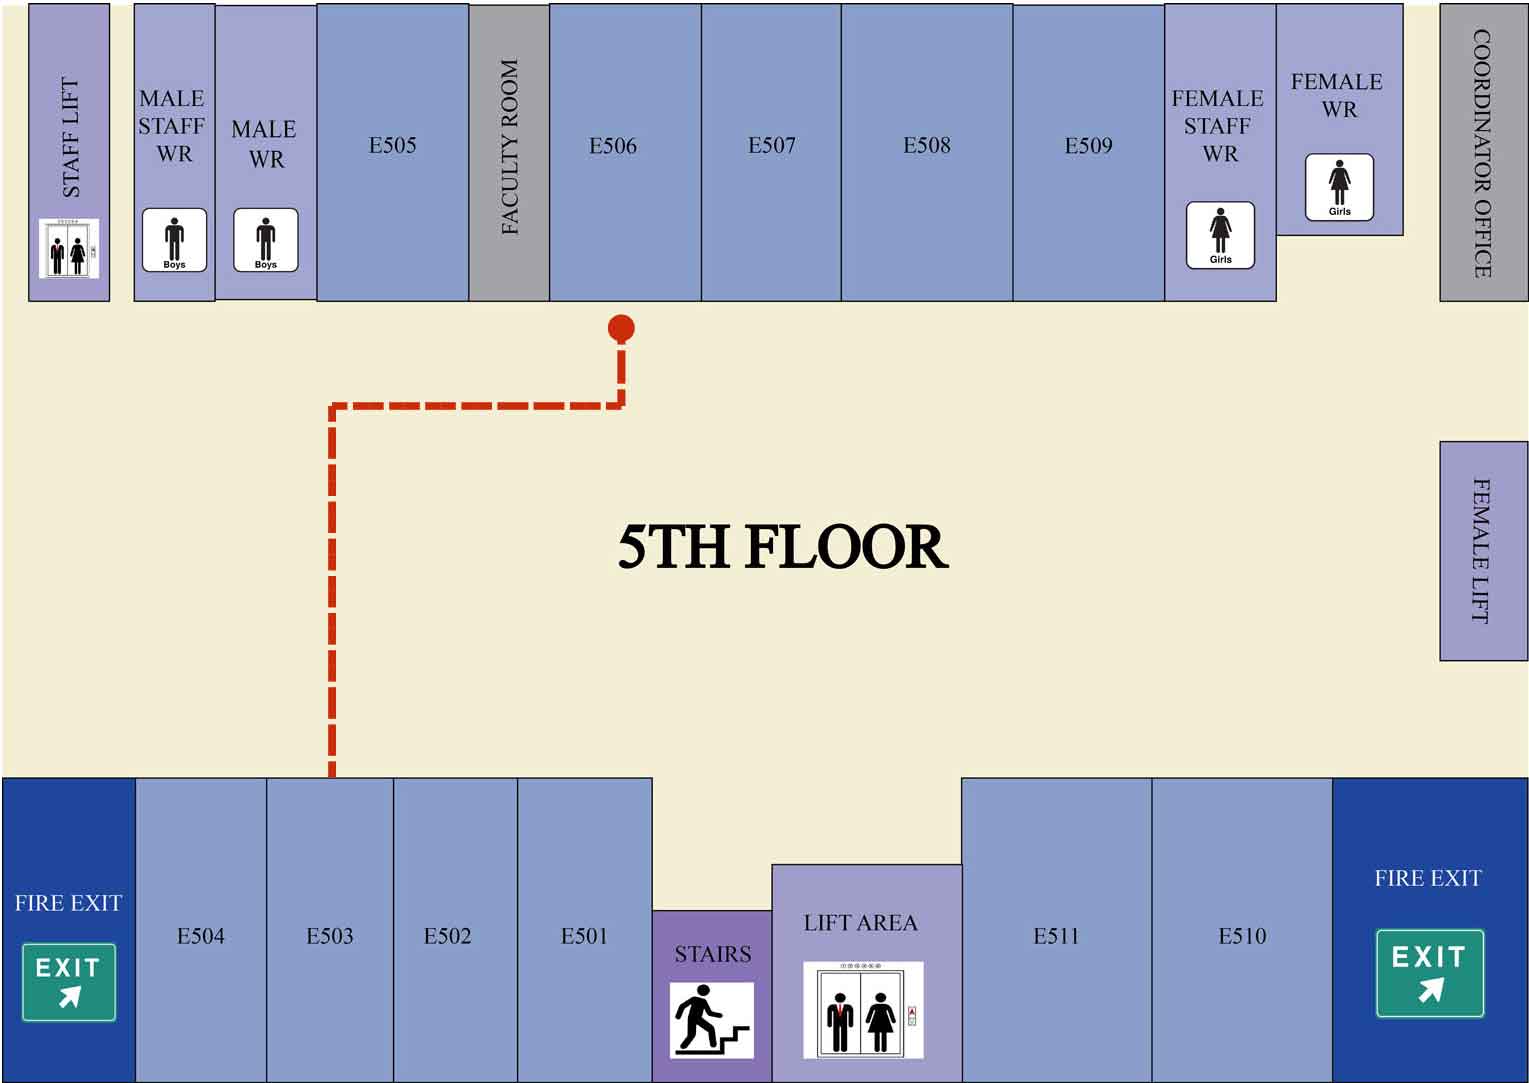 STAFF LIFT
MALE
STAFF
WR
Boys
MALE
WR
Boys
E505
FACULTY ROOM
E506
E507
E508
E509
FEMALE
STAFF
WR
Girls
FEMALE
WR
Girls
COORDINATOR OFFICE
5TH FLOOR
FEMALE LIFT
FIRE EXIT
EXIT
E504
E503
E502
E501
STAIRS
LIFT AREA
E511
E510
FIRE EXIT
EXIT